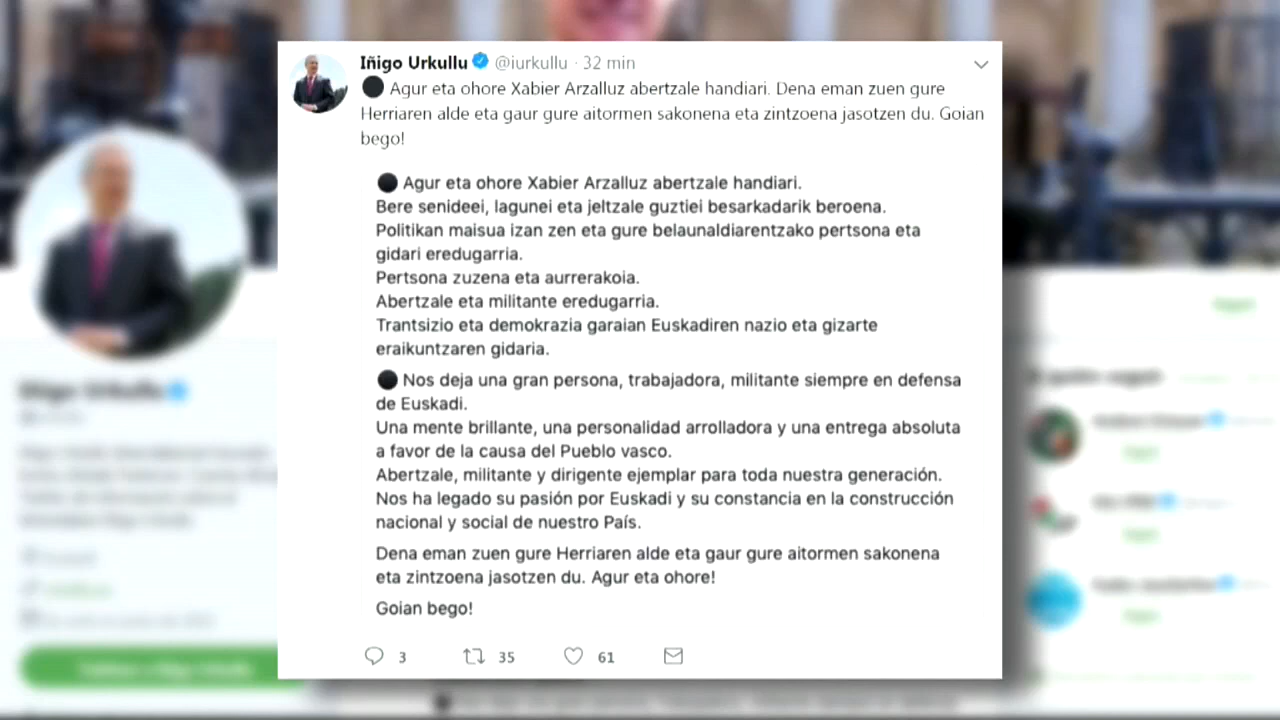 Iñigo Urkullu @iurkullu · 32 min
Agur eta ohore Xabier Arzalluz abertzale handiari. Dena eman zuen gure
Herriaren alde eta gaur gure aitormen sakonena eta zintzoena jasotzen du. Goian
bego!
Agur eta ohore Xabier Arzalluz abertzale handiari.
Bere senideei, lagunei eta jeltzale guztiei besarkadarik beroena.
Politikan maisua izan zen eta gure belaunaldiarentzako pertsona eta
gidari eredugarria.
Pertsona zuzena eta aurrerakoia.
Abertzale eta militante eredugarria.
Trantsizio eta demokrazia garaian Euskadiren nazio eta gizarte
eraikuntzaren gidaria.
Nos deja una gran persona, trabajadora, militante siempre en defensa
de Euskadi.
Una mente brillante, una personalidad arrolladora y una entrega absoluta
a favor de la causa del Pueblo vasco.
Abertzale, militante y dirigente ejemplar para toda nuestra generación.
Nos ha legado su pasión por Euskadi y su constancia en la construcción
nacional y social de nuestro País.
Dena eman zuen gure Herriaren alde eta gaur gure aitormen sakonena
eta zintzoena jasotzen du. Agur eta ohore!
Goian bego!
3 35 61
Iñigo Urkullu